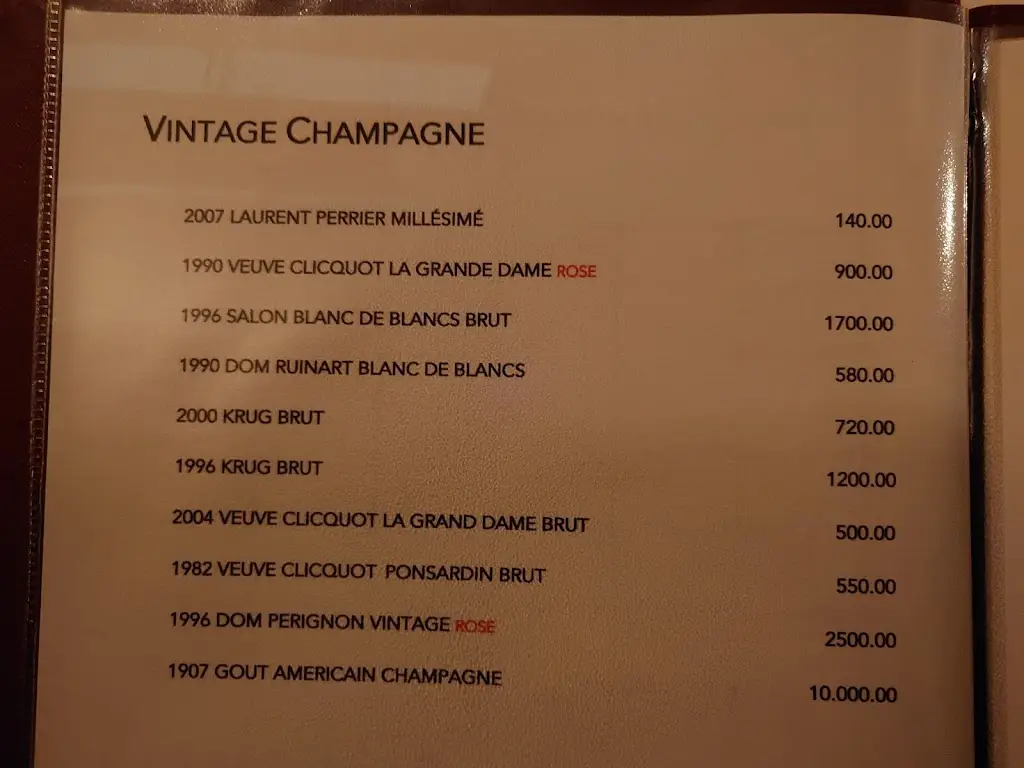 VINTAGE CHAMPAGNE
2007 LAURENT PERRIER MILLÉSIMÉ 140.00
1990 VEUVE CLICQUOT LA GRANDE DAME ROSE 900.00
1996 SALON BLANC DE BLANCS BRUT 1700.00
1990 DOM RUINART BLANC DE BLANCS 580.00
2000 KRUG BRUT 720.00
1996 KRUG BRUT 1200.00
2004 VEUVE CLICQUOT LA GRAND DAME BRUT 500.00
1982 VEUVE CLICQUOT PONSARDIN BRUT 550.00
1996 DOM PERIGNON VINTAGE ROSE 2500.00
1907 GOUT AMERICAIN CHAMPAGNE 10.000.00